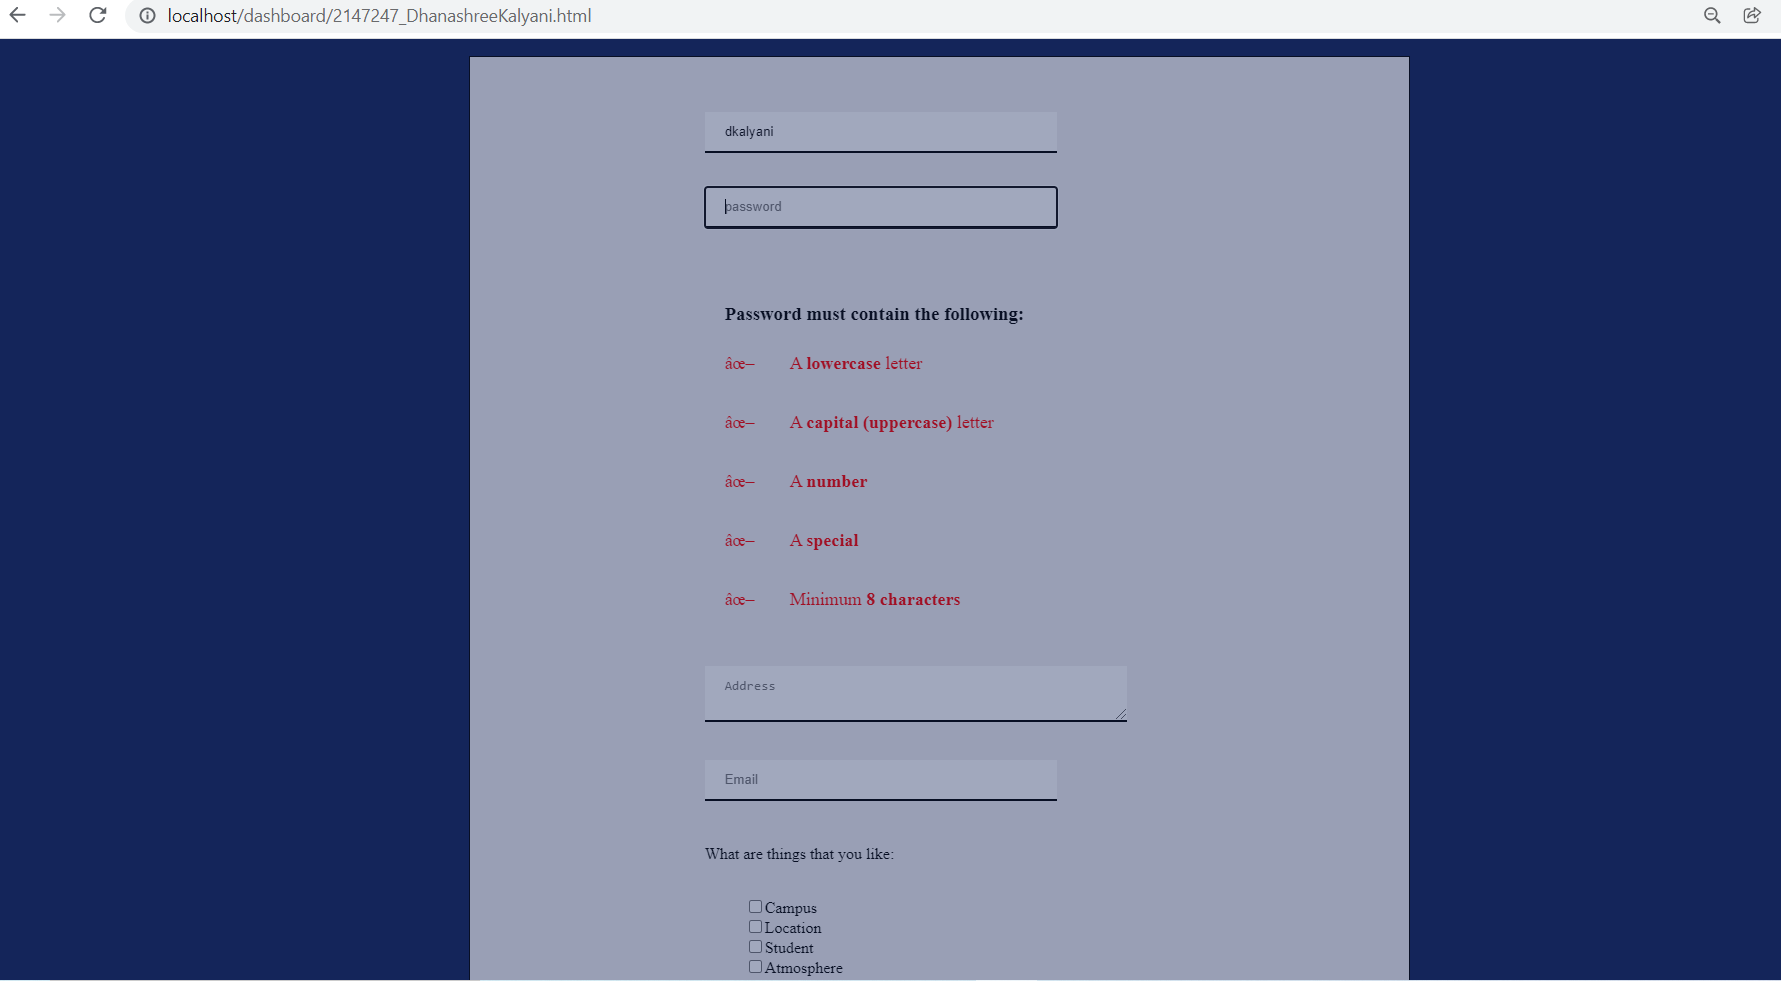 localhost/dashboard/2147247_DhanashreeKalyani.html
dkalyani
password
Password must contain the following:
âœ– A lowercase letter
âœ– A capital (uppercase) letter
âœ– A number
âœ– A special
âœ– Minimum 8 characters
Address
Email
What are things that you like:
Campus
Location
Student
Atmosphere